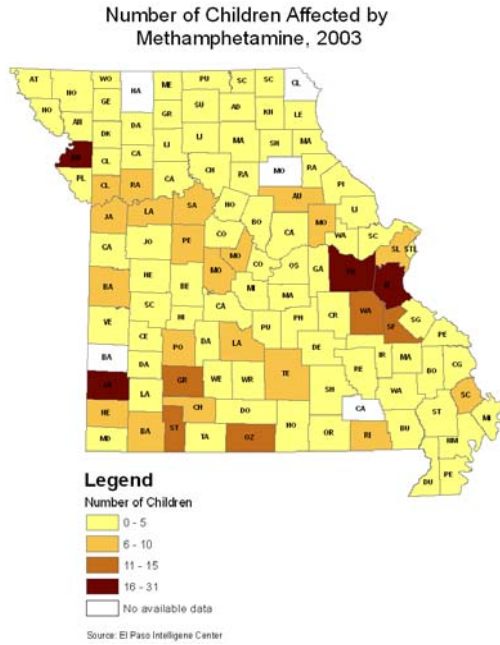 Number of Children Affected by
Methamphetamine, 2003
AT NO WO HA ME PU SC SC CL
HO GE SU AD KN LE
AN DA GR
DK LI LI MA SH MA
CL CA
PL CL RA CA CH RA MO RA PI
JA LA SA HO BO AU MO LI
CA JO PE CO MO CA WA SC SL STL
MO CO OS GA
BA HE BE MI MA WA
SC CA SG
VE HI PU PH CR PE
CE PO DA LA DE IR MA
BA DA TE RE BO CG
GR WE WR SH WA SC
LA CA
HE CH DO ST MI
MD BA ST TA OZ HO OR RI BU NM
DU PE
Legend
Number of Children
0 - 5
6 - 10
11 - 15
16 - 31
No available data
Source: El Paso Intelligene Center